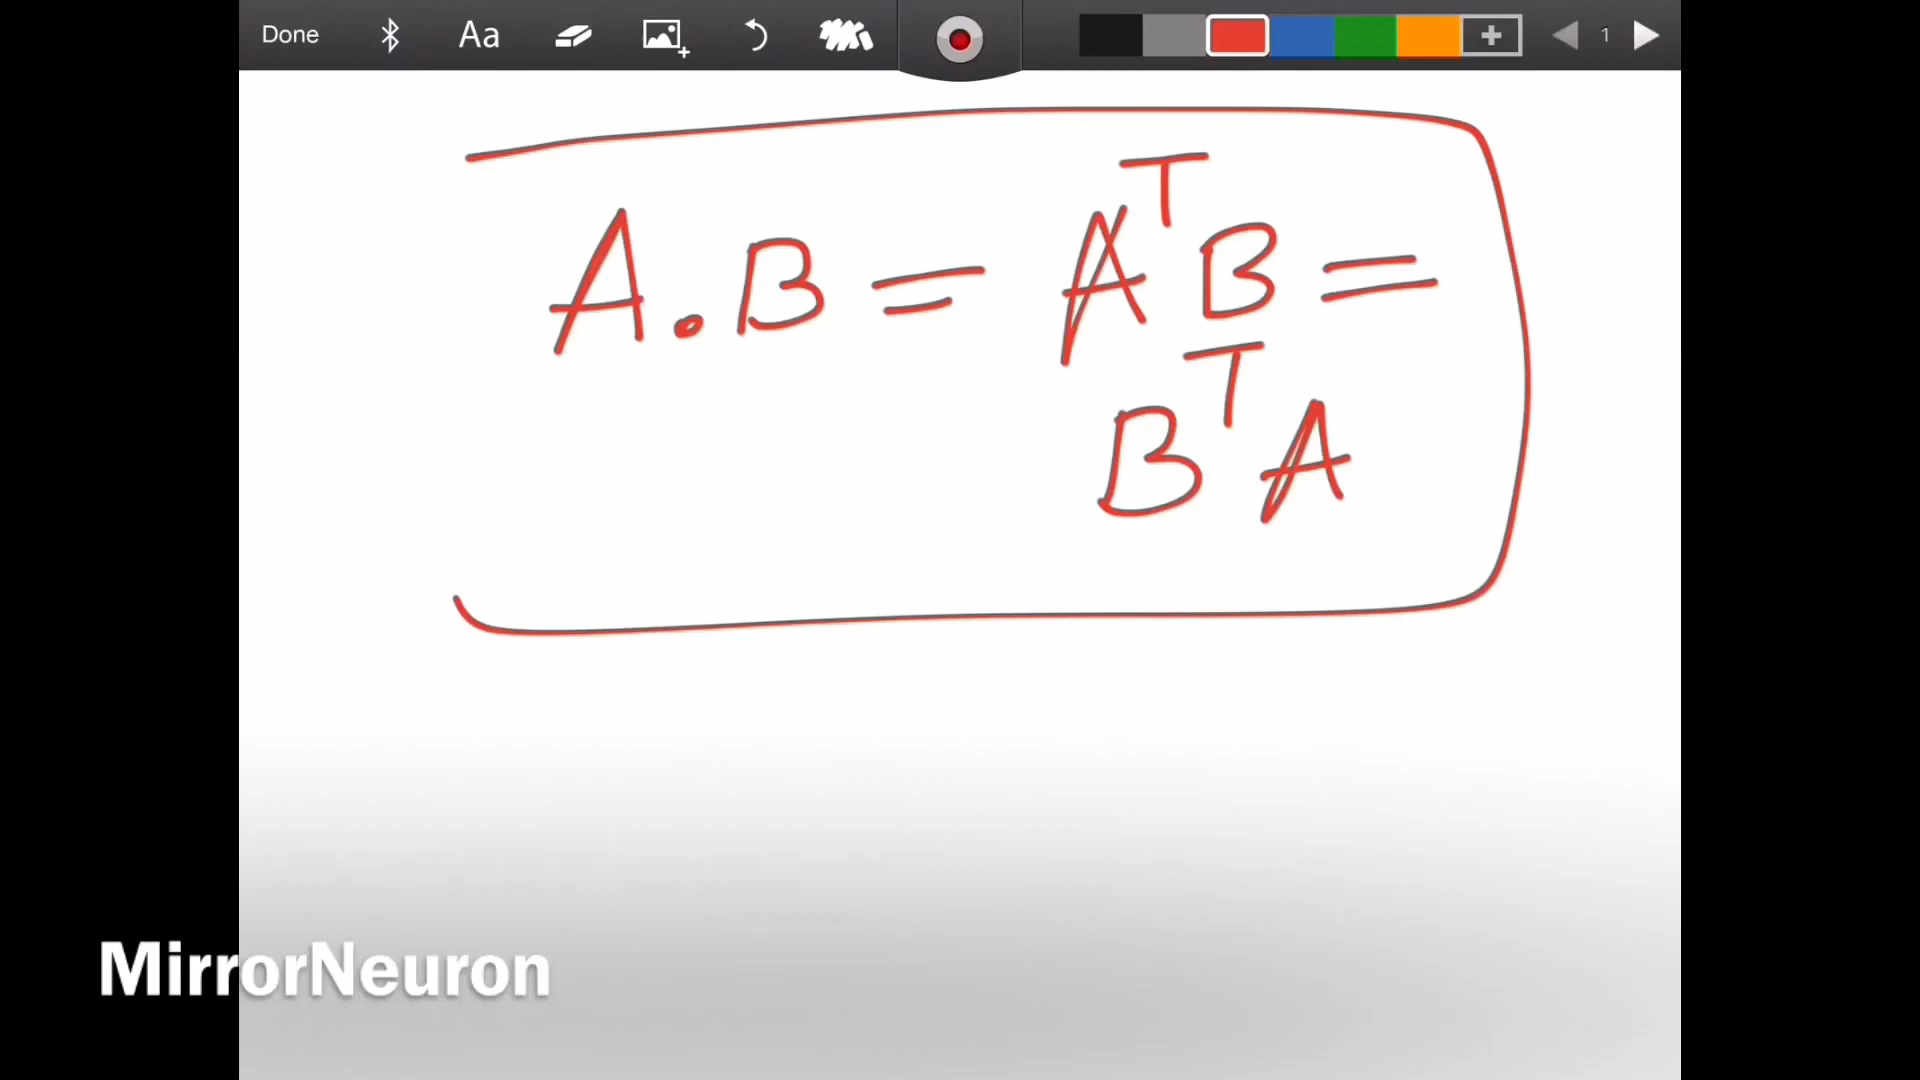 Done Aa 1
A.B = AᵀB =
BᵀA
MirrorNeuron